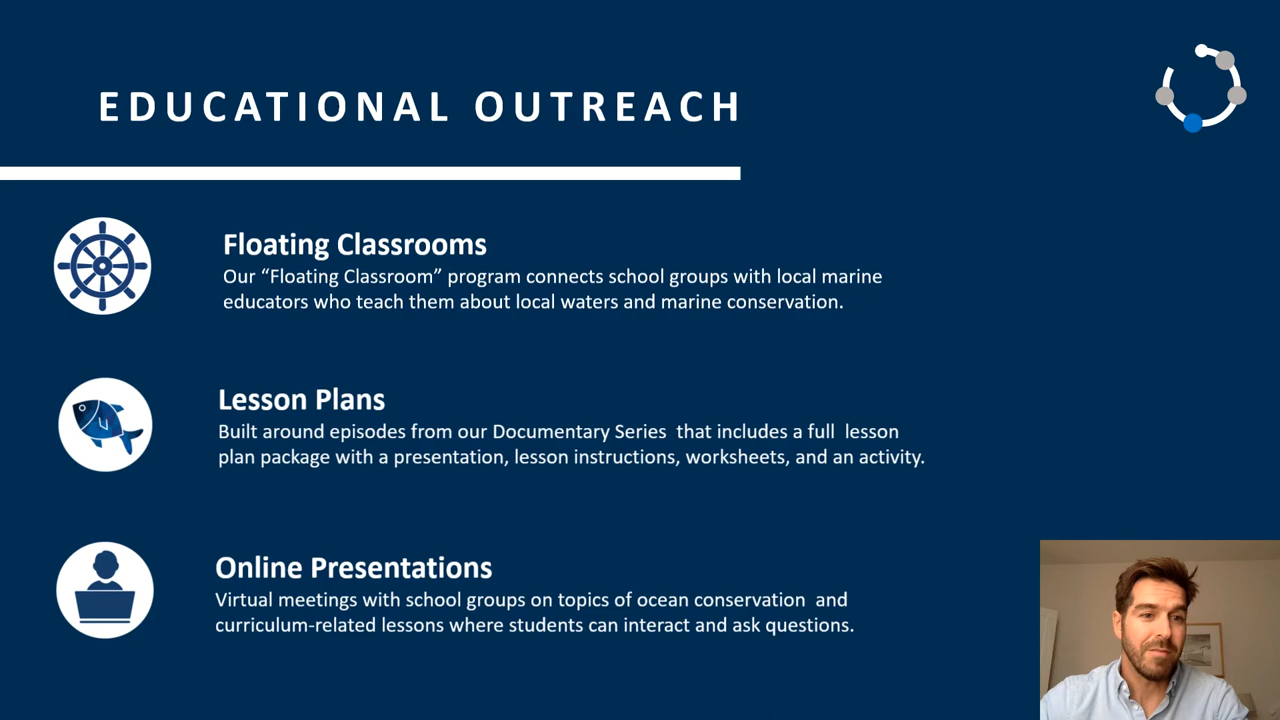 EDUCATIONAL OUTREACH
Floating Classrooms
Our “Floating Classroom” program connects school groups with local marine
educators who teach them about local waters and marine conservation.
Lesson Plans
Built around episodes from our Documentary Series  that includes a full  lesson
plan package with a presentation, lesson instructions, worksheets, and an activity.
Online Presentations
Virtual meetings with school groups on topics of ocean conservation  and
curriculum-related lessons where students can interact and ask questions.